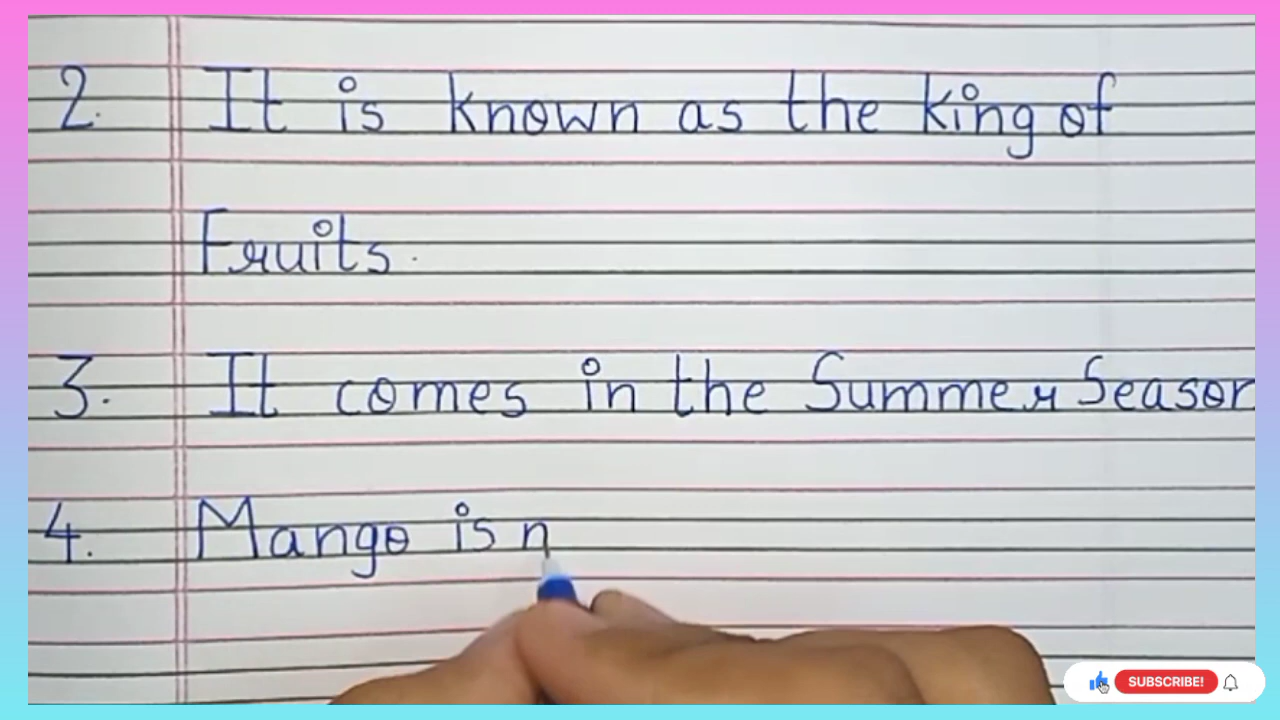 2. It is known as the king of
Fruits.
3. It comes in the Summer Season
4. Mango is n
SUBSCRIBE!